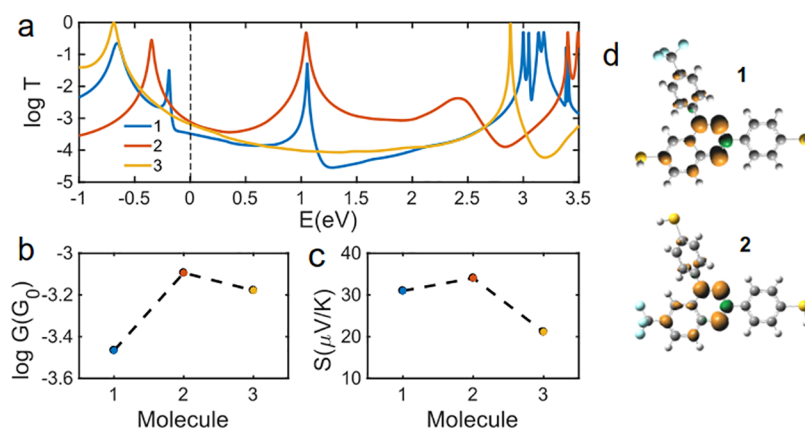 a
d
log T
0
-1
-2
-3
-4
-5
1
2
3
-1 -0.5 0 0.5 1 1.5 2 2.5 3 3.5
E(eV)
1
2
b
log G(G0)
-3
-3.2
-3.4
-3.6
1 2 3
Molecule
c
S(μV/K)
40
30
20
10
1 2 3
Molecule